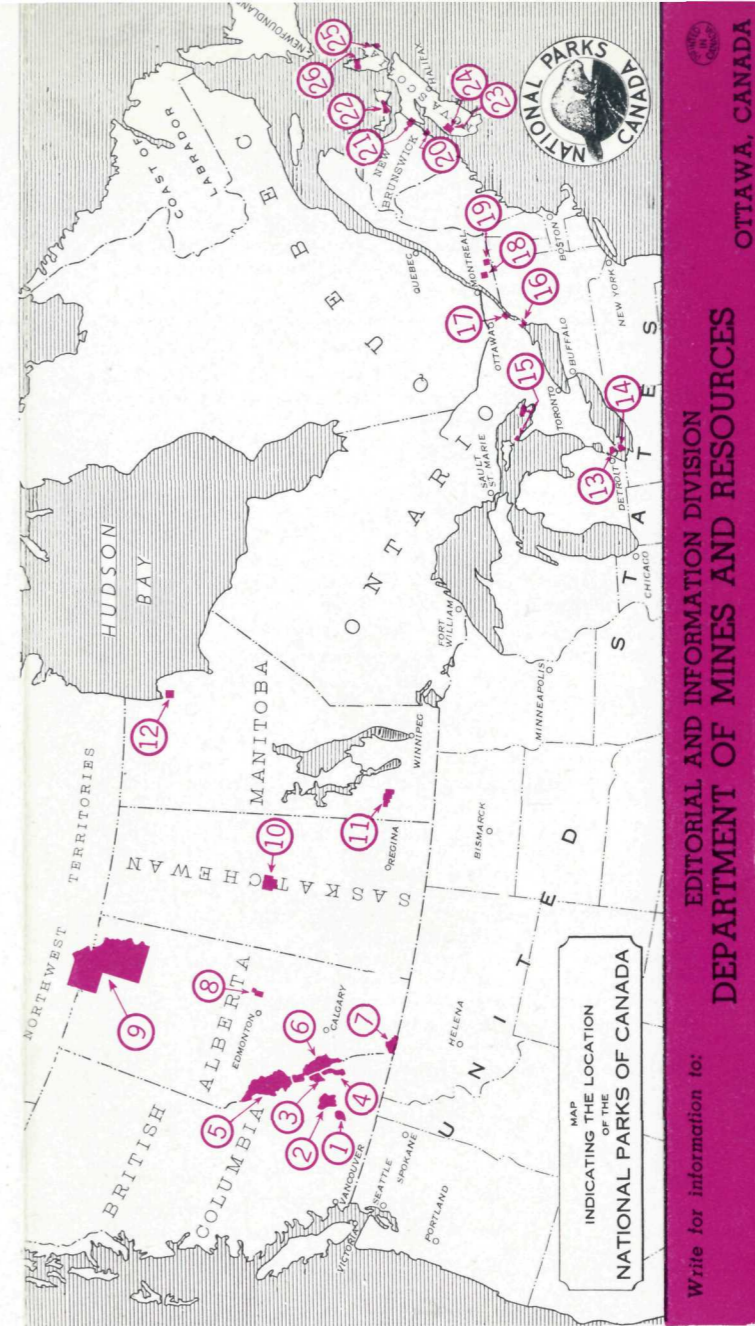 NORTHWEST TERRITORIES
HUDSON
BAY
COAST OF
LABRADOR
NEWFOUNDLAND
BRITISH
COLUMBIA
ALBERTA
SASKATCHEWAN
MANITOBA
ONTARIO
QUEBEC
NEW
BRUNSWICK
NOVA SCOTIA
HALIFAX
EDMONTON
CALGARY
VANCOUVER
VICTORIA
SEATTLE
SPOKANE
PORTLAND
HELENA
REGINA
WINNIPEG
BISMARCK
MINNEAPOLIS
FORT
WILLIAM
SAULT
ST MARIE
CHICAGO
DETROIT
TORONTO
BUFFALO
OTTAWA
MONTREAL
QUEBEC
BOSTON
NEW YORK
UNITED STATES
1
2
3
4
5
6
7
8
9
10
11
12
13
14
15
16
17
18
19
20
21
22
23
24
25
26
NATIONAL PARKS
CANADA
MAP
INDICATING THE LOCATION
OF THE
NATIONAL PARKS OF CANADA
Write for information to:
EDITORIAL AND INFORMATION DIVISION
DEPARTMENT OF MINES AND RESOURCES
OTTAWA, CANADA
PRINTED
IN
CANADA